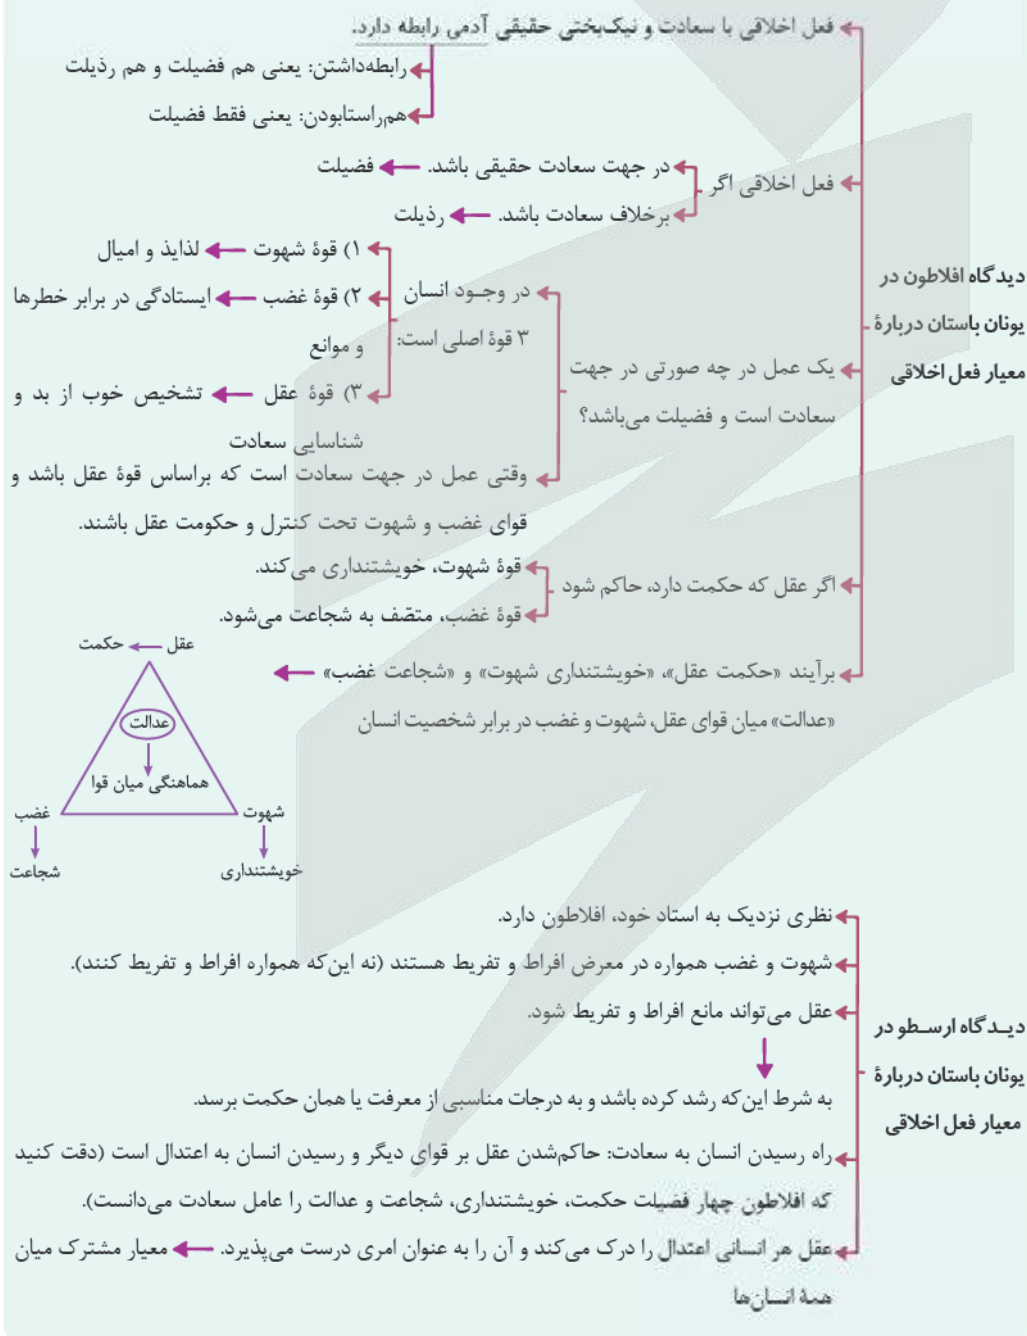 فعل اخلاقی با سعادت و نیک‌بختی حقیقی آدمی رابطه دارد.
رابطه‌داشتن: یعنی هم فضیلت و هم رذیلت
هم‌راستابودن: یعنی فقط فضیلت
فعل اخلاقی اگر
در جهت سعادت حقیقی باشد. فضیلت
برخلاف سعادت باشد. رذیلت
دیدگاه افلاطون در
یونان باستان دربارهٔ
معیار فعل اخلاقی
یک عمل در چه صورتی در جهت
سعادت است و فضیلت می‌باشد؟
در وجـود انسان
۳ قوهٔ اصلی است:
۱) قوهٔ شهوت لذایذ و امیال
۲) قوهٔ غضب ایستادگی در برابر خطرها
و موانع
۳) قوهٔ عقل تشخیص خوب از بد و
شناسایی سعادت
وقتی عمل در جهت سعادت است که براساس قوهٔ عقل باشد و
قوای غضب و شهوت تحت کنترل و حکومت عقل باشند.
اگر عقل که حکمت دارد، حاکم شود
قوهٔ شهوت، خویشتنداری می‌کند.
قوهٔ غضب، متصّف به شجاعت می‌شود.
برآیند «حکمت عقل»، «خویشتنداری شهوت» و «شجاعت غضب»
«عدالت» میان قوای عقل، شهوت و غضب در برابر شخصیت انسان
عقل حکمت
عدالت
هماهنگی میان قوا
شهوت
غضب
خویشتنداری
شجاعت
دیـدگاه ارسـطو در
یونان باستان دربارهٔ
معیار فعل اخلاقی
نظری نزدیک به استاد خود، افلاطون دارد.
شهوت و غضب همواره در معرض افراط و تفریط هستند (نه این‌که همواره افراط و تفریط کنند).
عقل می‌تواند مانع افراط و تفریط شود.
به شرط این‌که رشد کرده باشد و به درجات مناسبی از معرفت یا همان حکمت برسد.
راه رسیدن انسان به سعادت: حاکم‌شدن عقل بر قوای دیگر و رسیدن انسان به اعتدال است (دقت کنید
که افلاطون چهار فضیلت حکمت، خویشتنداری، شجاعت و عدالت را عامل سعادت می‌دانست).
عقل هر انسانی اعتدال را درک می‌کند و آن را به عنوان امری درست می‌پذیرد. معیار مشترک میان
همهٔ انسان‌ها